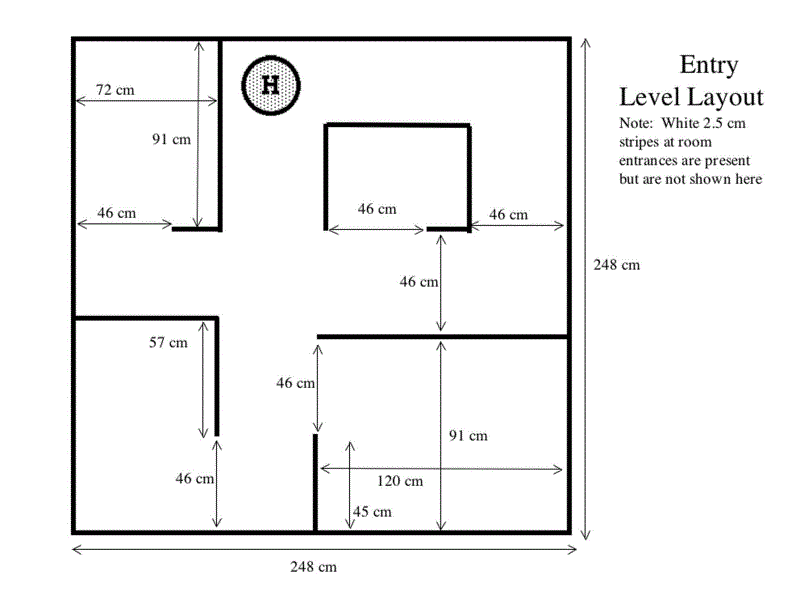 Entry
Level Layout
Note: White 2.5 cm
stripes at room
entrances are present
but are not shown here
H
72 cm
91 cm
46 cm
46 cm
46 cm
248 cm
46 cm
57 cm
46 cm
91 cm
46 cm
120 cm
45 cm
248 cm